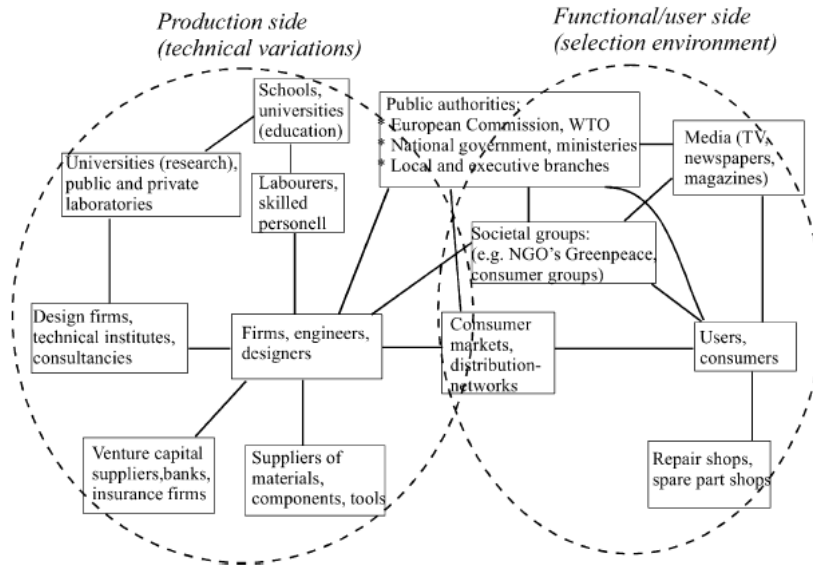 Production side
(technical variations)
Functional/user side
(selection environment)
Schools,
universities
(education)
Public authorities:
* European Commission, WTO
* National government, ministeries
* Local and executive branches
Media (TV,
newspapers,
magazines)
Universities (research),
public and private
laboratories
Labourers,
skilled
personell
Societal groups:
(e.g. NGO's Greenpeace,
consumer groups)
Design firms,
technical institutes,
consultancies
Firms, engineers,
designers
Comsumer
markets,
distribution-
networks
Users,
consumers
Venture capital
suppliers,banks,
insurance firms
Suppliers of
materials,
components, tools
Repair shops,
spare part shops